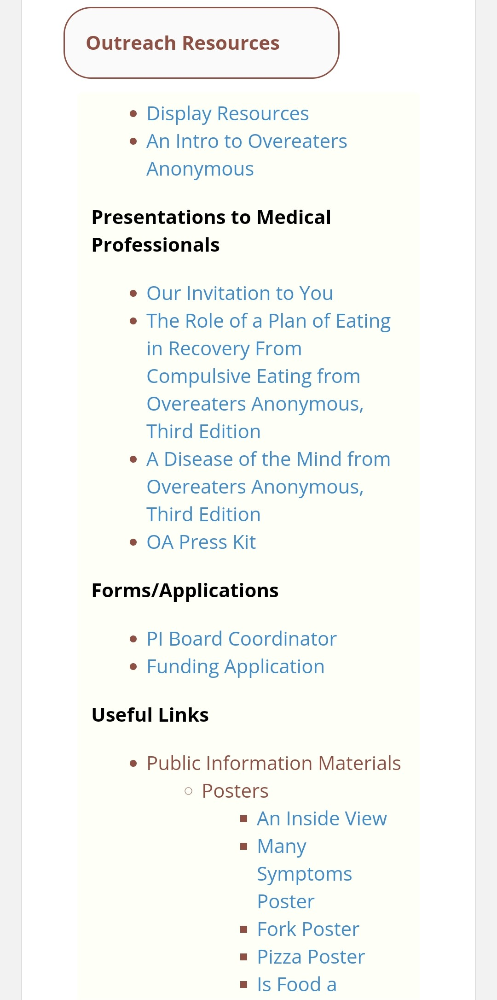 Outreach Resources
Display Resources
An Intro to Overeaters
Anonymous
Presentations to Medical
Professionals
Our Invitation to You
The Role of a Plan of Eating
in Recovery From
Compulsive Eating from
Overeaters Anonymous,
Third Edition
A Disease of the Mind from
Overeaters Anonymous,
Third Edition
OA Press Kit
Forms/Applications
PI Board Coordinator
Funding Application
Useful Links
Public Information Materials
Posters
An Inside View
Many
Symptoms
Poster
Fork Poster
Pizza Poster
Is Food a